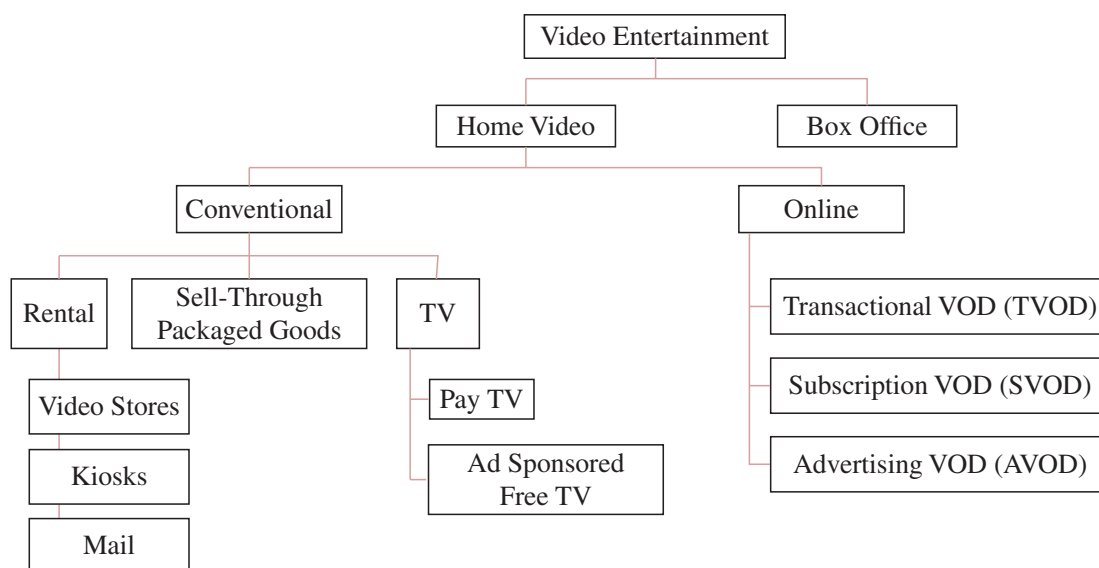 Video Entertainment
Home Video
Box Office
Conventional
Online
Rental
Sell-Through
Packaged Goods
TV
Transactional VOD (TVOD)
Video Stores
Pay TV
Subscription VOD (SVOD)
Kiosks
Ad Sponsored
Free TV
Advertising VOD (AVOD)
Mail